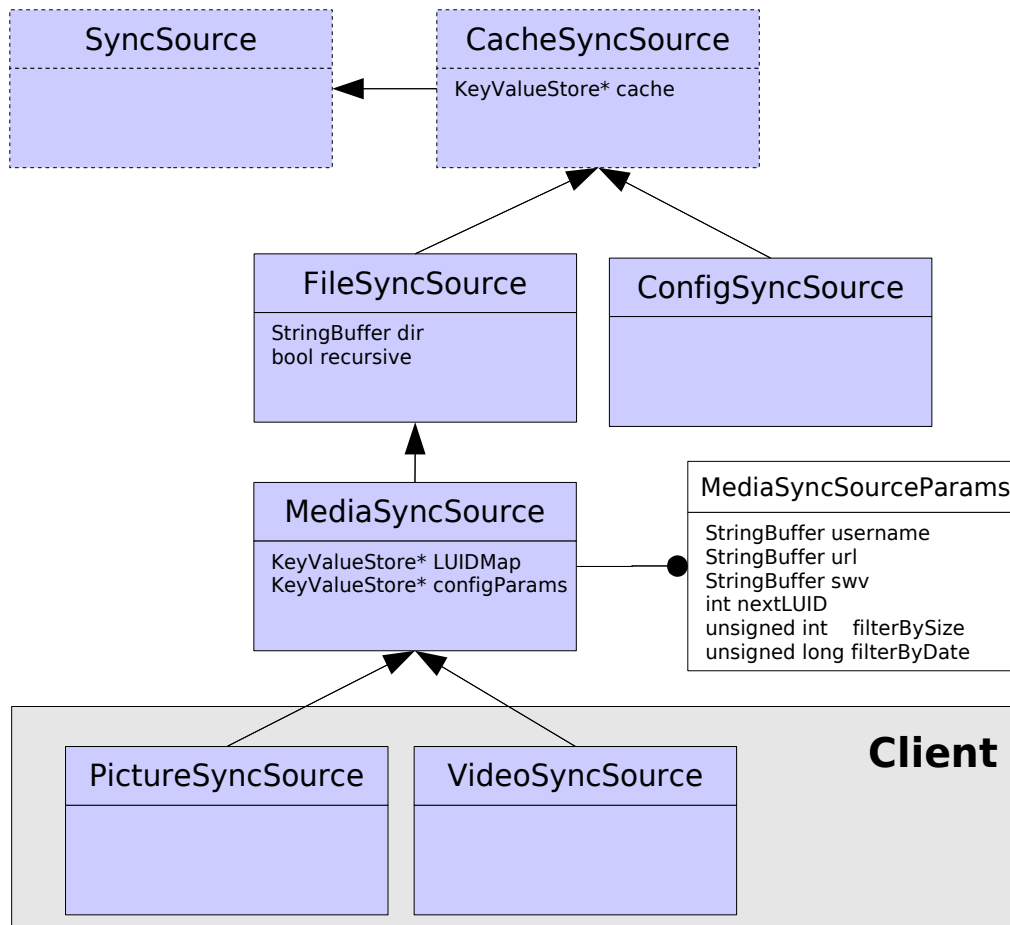 SyncSource
CacheSyncSource
KeyValueStore* cache
FileSyncSource
StringBuffer dir
bool recursive
ConfigSyncSource
MediaSyncSource
KeyValueStore* LUIDMap
KeyValueStore* configParams
MediaSyncSourceParams
StringBuffer username
StringBuffer url
StringBuffer swv
int nextLUID
unsigned int filterBySize
unsigned long filterByDate
Client
PictureSyncSource
VideoSyncSource